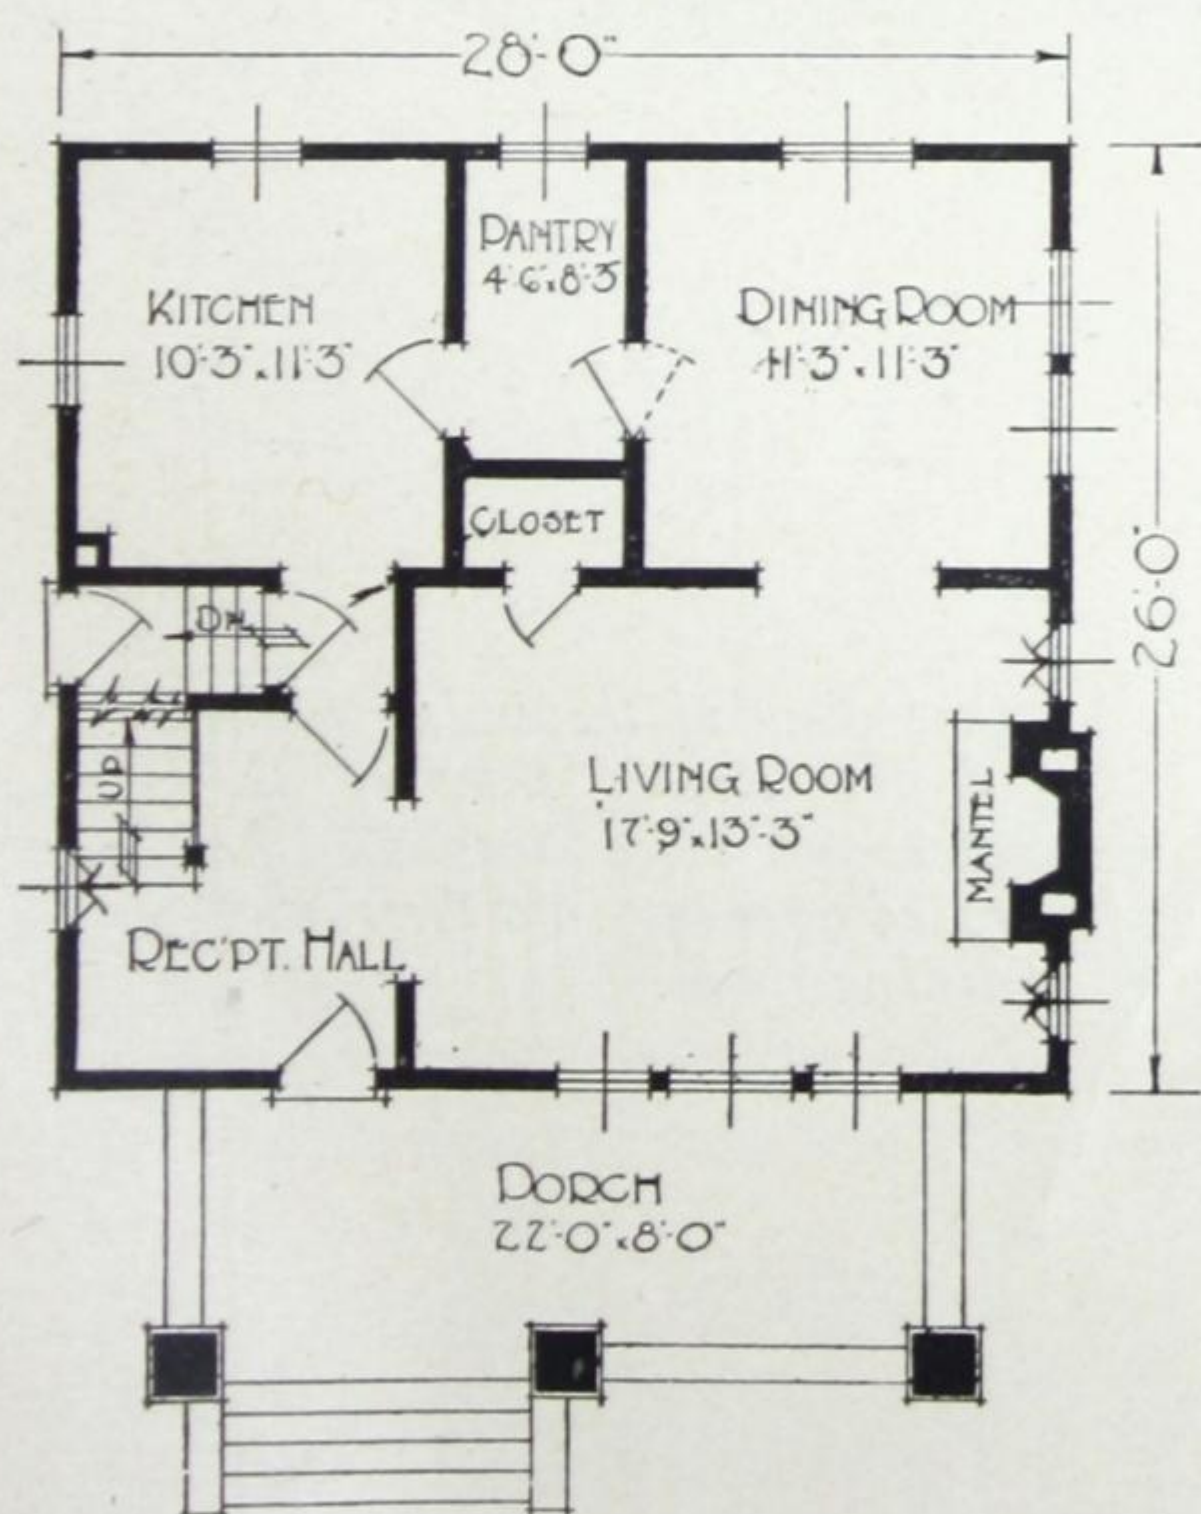 28'-0"
PANTRY
4'6"x8'-3
KITCHEN
10'-3"x11'-3"
DINING ROOM
11'-3"x11'-3"
CLOSET
DN.
26'-0"
UP
LIVING ROOM
17'-9"x13'-3"
MANTEL
REC'PT. HALL
PORCH
22'-0"x8'-0"